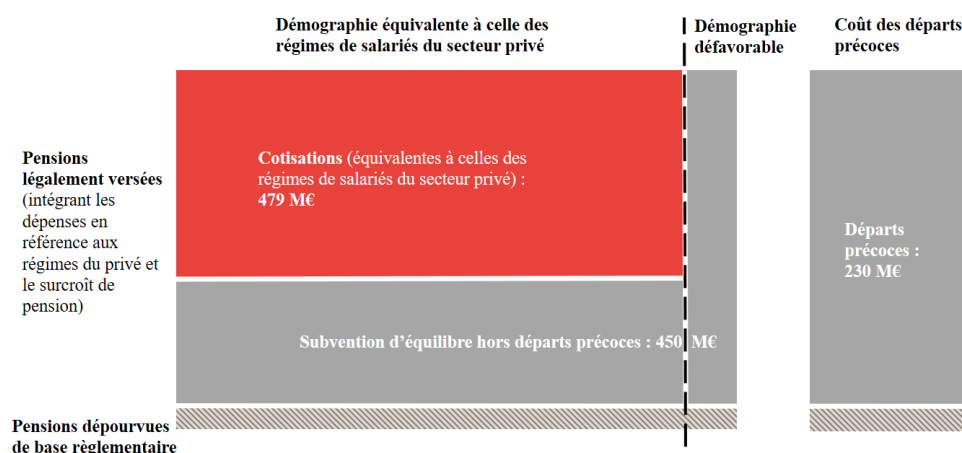 Démographie équivalente à celle des
régimes de salariés du secteur privé
Démographie
défavorable
Coût des départs
précoces
Pensions
légalement versées
(intégrant les
dépenses en
référence aux
régimes du privé et
le surcroît de
pension)
Cotisations (équivalentes à celles des
régimes de salariés du secteur privé) :
479 M€
Départs
précoces :
230 M€
Subvention d'équilibre hors départs précoces : 450 M€
Pensions dépourvues
de base règlementaire